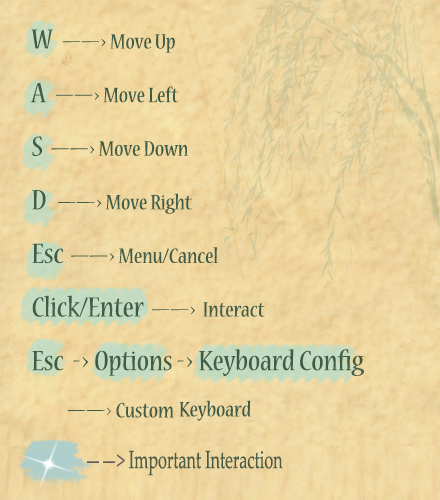 W ——› Move Up
A ——› Move Left
S ——› Move Down
D ——› Move Right
Esc ——› Menu/Cancel
Click/Enter ——› Interact
Esc -› Options -› Keyboard Config
——› Custom Keyboard
--> Important Interaction